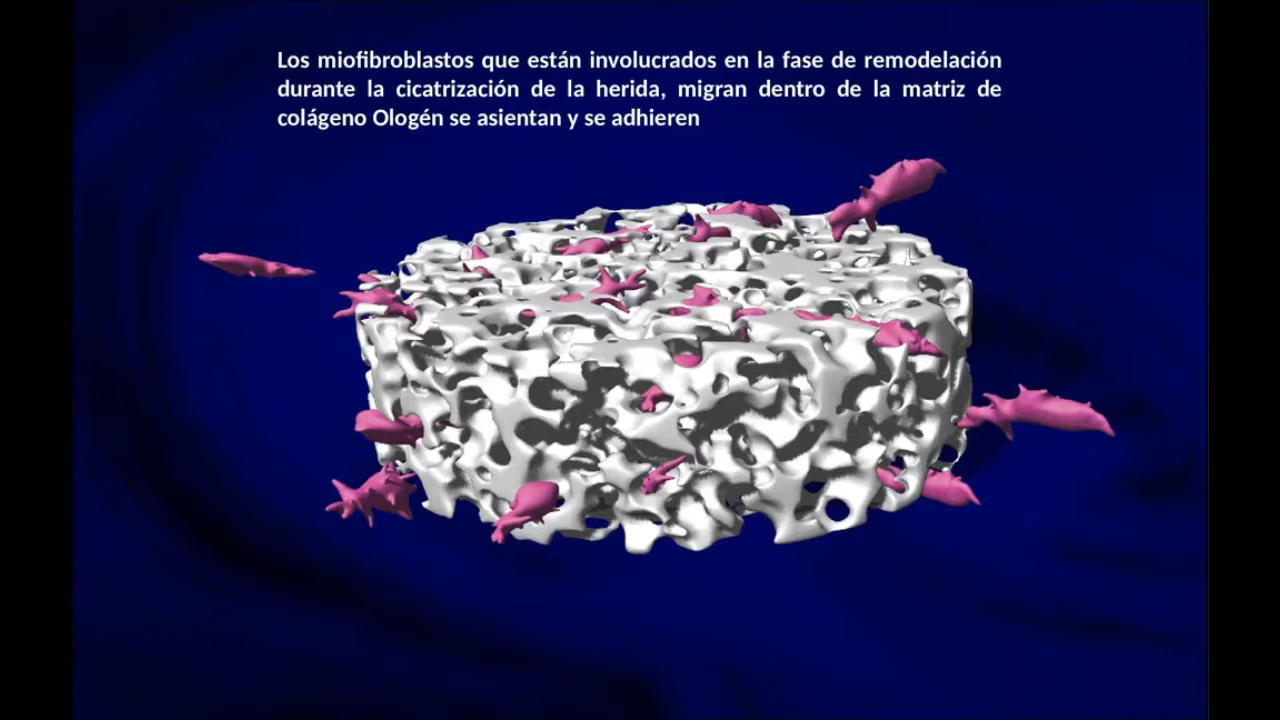 Los miofibroblastos que están involucrados en la fase de remodelación
durante la cicatrización de la herida, migran dentro de la matriz de
colágeno Ologén se asientan y se adhieren